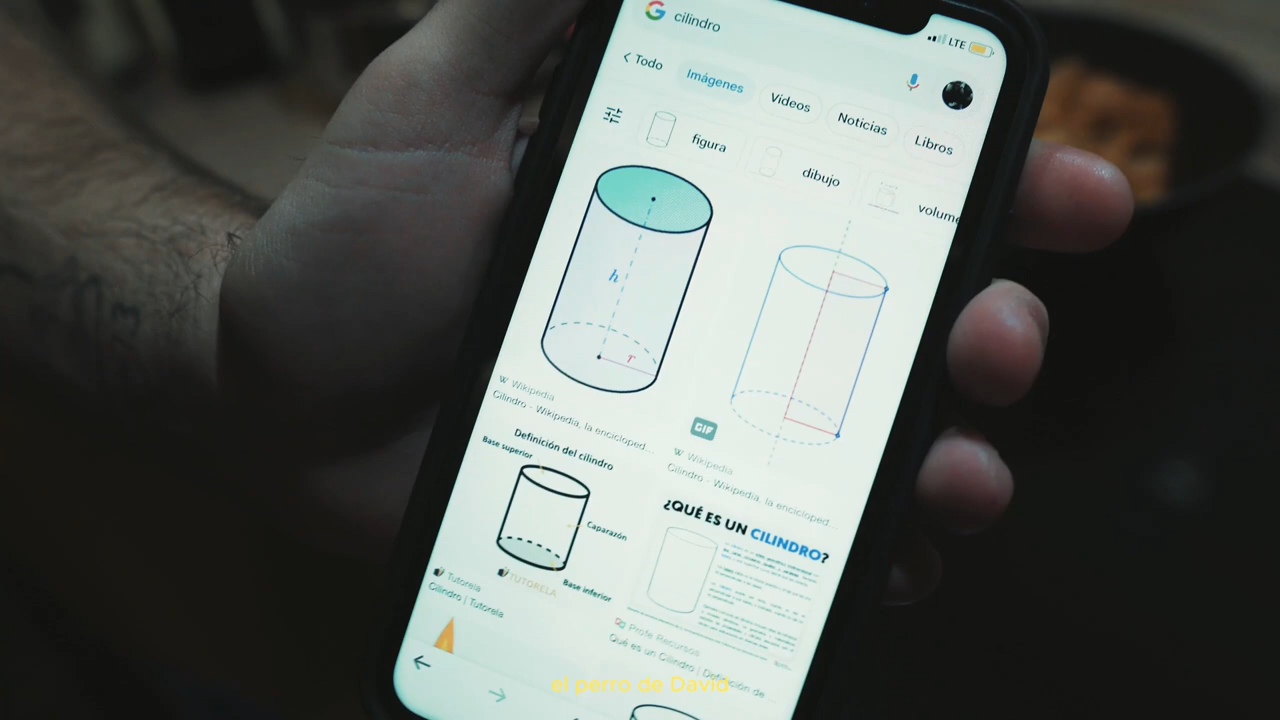 cilindro
LTE
Todo
Imágenes
Videos
Noticias
Libros
figura
dibujo
volume
h
r
W Wikipedia
Cilindro - Wikipedia, la encicloped...
GIF
W Wikipedia
Cilindro - Wikipedia, la encicloped...
Definición del cilindro
Base superior
Caparazón
Base inferior
TUTORELA
Tutorela
Cilindro | Tutorela
¿QUÉ ES UN CILINDRO?
Profe Recursos
Qué es un Cilindro | Definición de
el perro de David